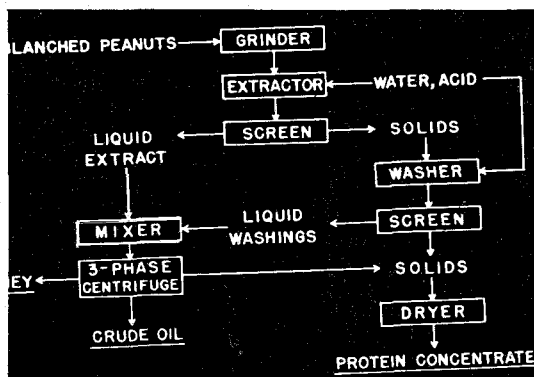 BLANCHED PEANUTS
GRINDER
EXTRACTOR
WATER, ACID
SCREEN
SOLIDS
LIQUID
EXTRACT
WASHER
LIQUID
WASHINGS
SCREEN
MIXER
3-PHASE
CENTRIFUGE
SOLIDS
EY
CRUDE OIL
DRYER
PROTEIN CONCENTRATE